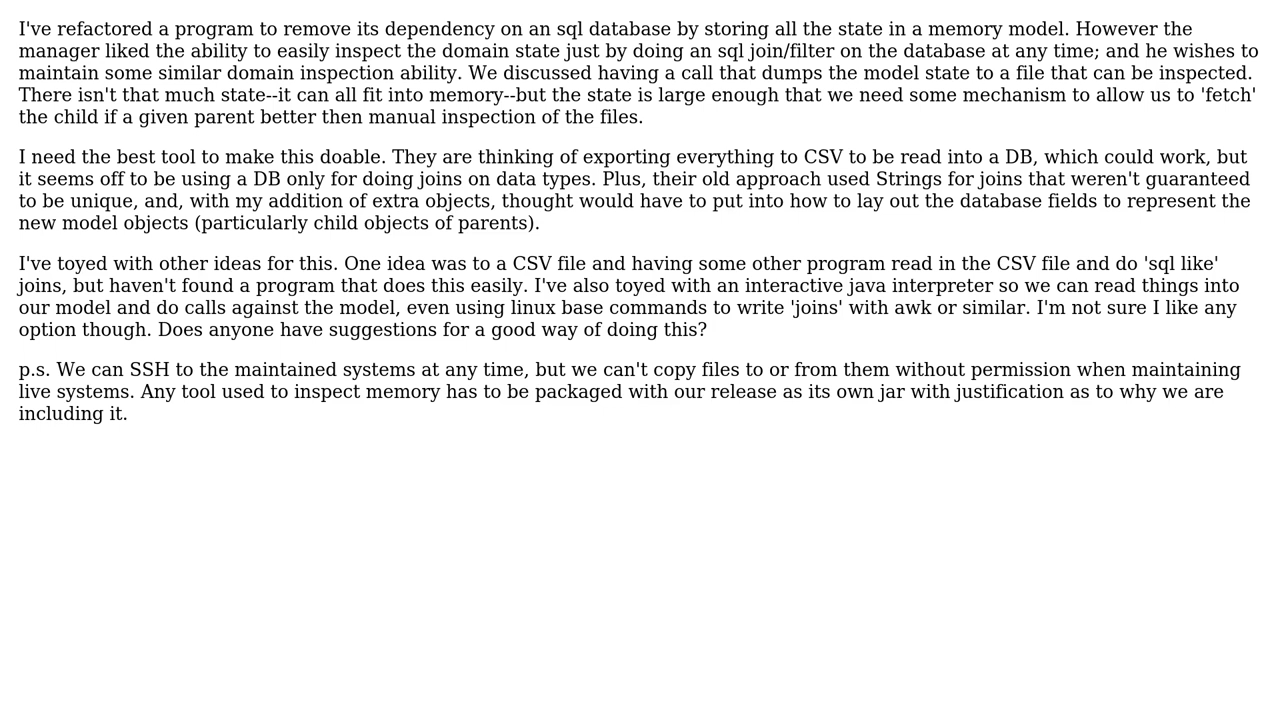 I've refactored a program to remove its dependency on an sql database by storing all the state in a memory model. However the
manager liked the ability to easily inspect the domain state just by doing an sql join/filter on the database at any time; and he wishes to
maintain some similar domain inspection ability. We discussed having a call that dumps the model state to a file that can be inspected.
There isn't that much state--it can all fit into memory--but the state is large enough that we need some mechanism to allow us to 'fetch'
the child if a given parent better then manual inspection of the files.
I need the best tool to make this doable. They are thinking of exporting everything to CSV to be read into a DB, which could work, but
it seems off to be using a DB only for doing joins on data types. Plus, their old approach used Strings for joins that weren't guaranteed
to be unique, and, with my addition of extra objects, thought would have to put into how to lay out the database fields to represent the
new model objects (particularly child objects of parents).
I've toyed with other ideas for this. One idea was to a CSV file and having some other program read in the CSV file and do 'sql like'
joins, but haven't found a program that does this easily. I've also toyed with an interactive java interpreter so we can read things into
our model and do calls against the model, even using linux base commands to write 'joins' with awk or similar. I'm not sure I like any
option though. Does anyone have suggestions for a good way of doing this?
p.s. We can SSH to the maintained systems at any time, but we can't copy files to or from them without permission when maintaining
live systems. Any tool used to inspect memory has to be packaged with our release as its own jar with justification as to why we are
including it.